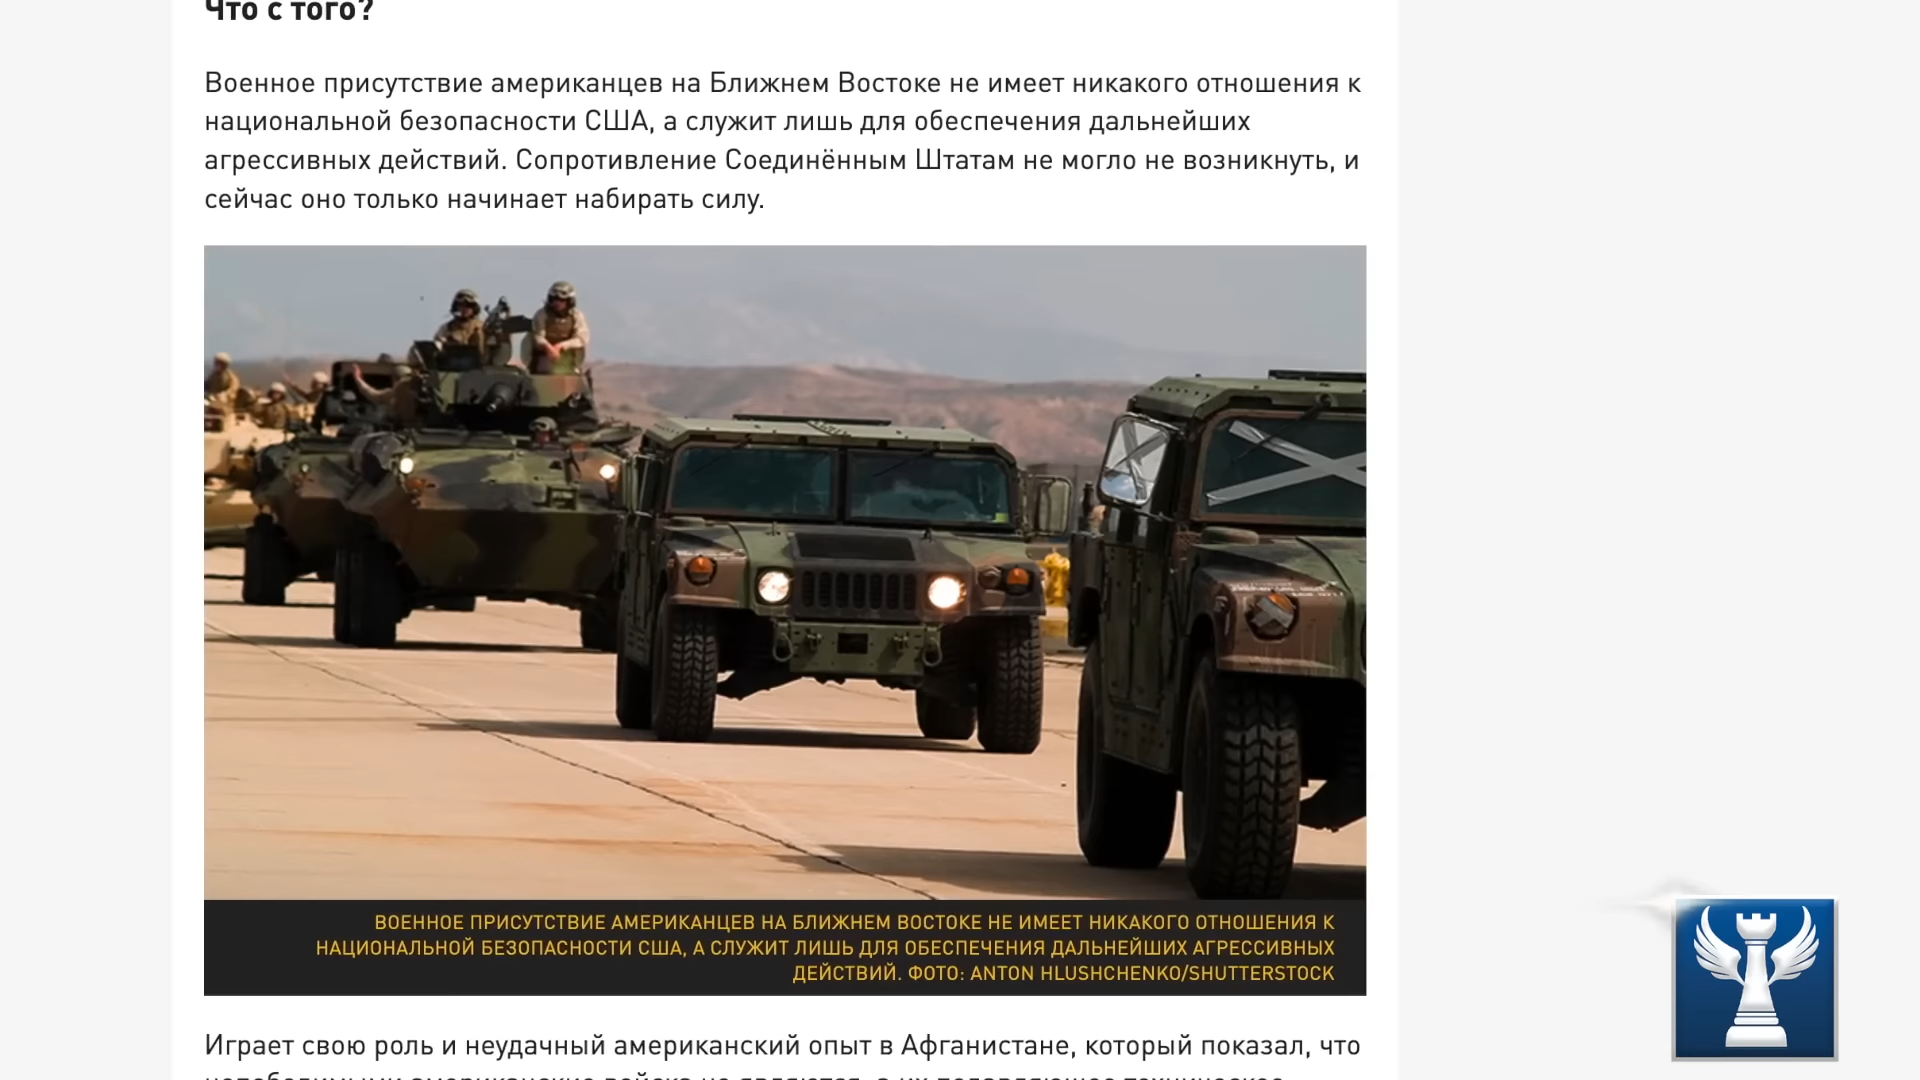 Что с того?
Военное присутствие американцев на Ближнем Востоке не имеет никакого отношения к
национальной безопасности США, а служит лишь для обеспечения дальнейших
агрессивных действий. Сопротивление Соединённым Штатам не могло не возникнуть, и
сейчас оно только начинает набирать силу.
ВОЕННОЕ ПРИСУТСТВИЕ АМЕРИКАНЦЕВ НА БЛИЖНЕМ ВОСТОКЕ НЕ ИМЕЕТ НИКАКОГО ОТНОШЕНИЯ К
НАЦИОНАЛЬНОЙ БЕЗОПАСНОСТИ США, А СЛУЖИТ ЛИШЬ ДЛЯ ОБЕСПЕЧЕНИЯ ДАЛЬНЕЙШИХ АГРЕССИВНЫХ
ДЕЙСТВИЙ. ФОТО: ANTON HLUSHCHENKO/SHUTTERSTOCK
Играет свою роль и неудачный американский опыт в Афганистане, который показал, что